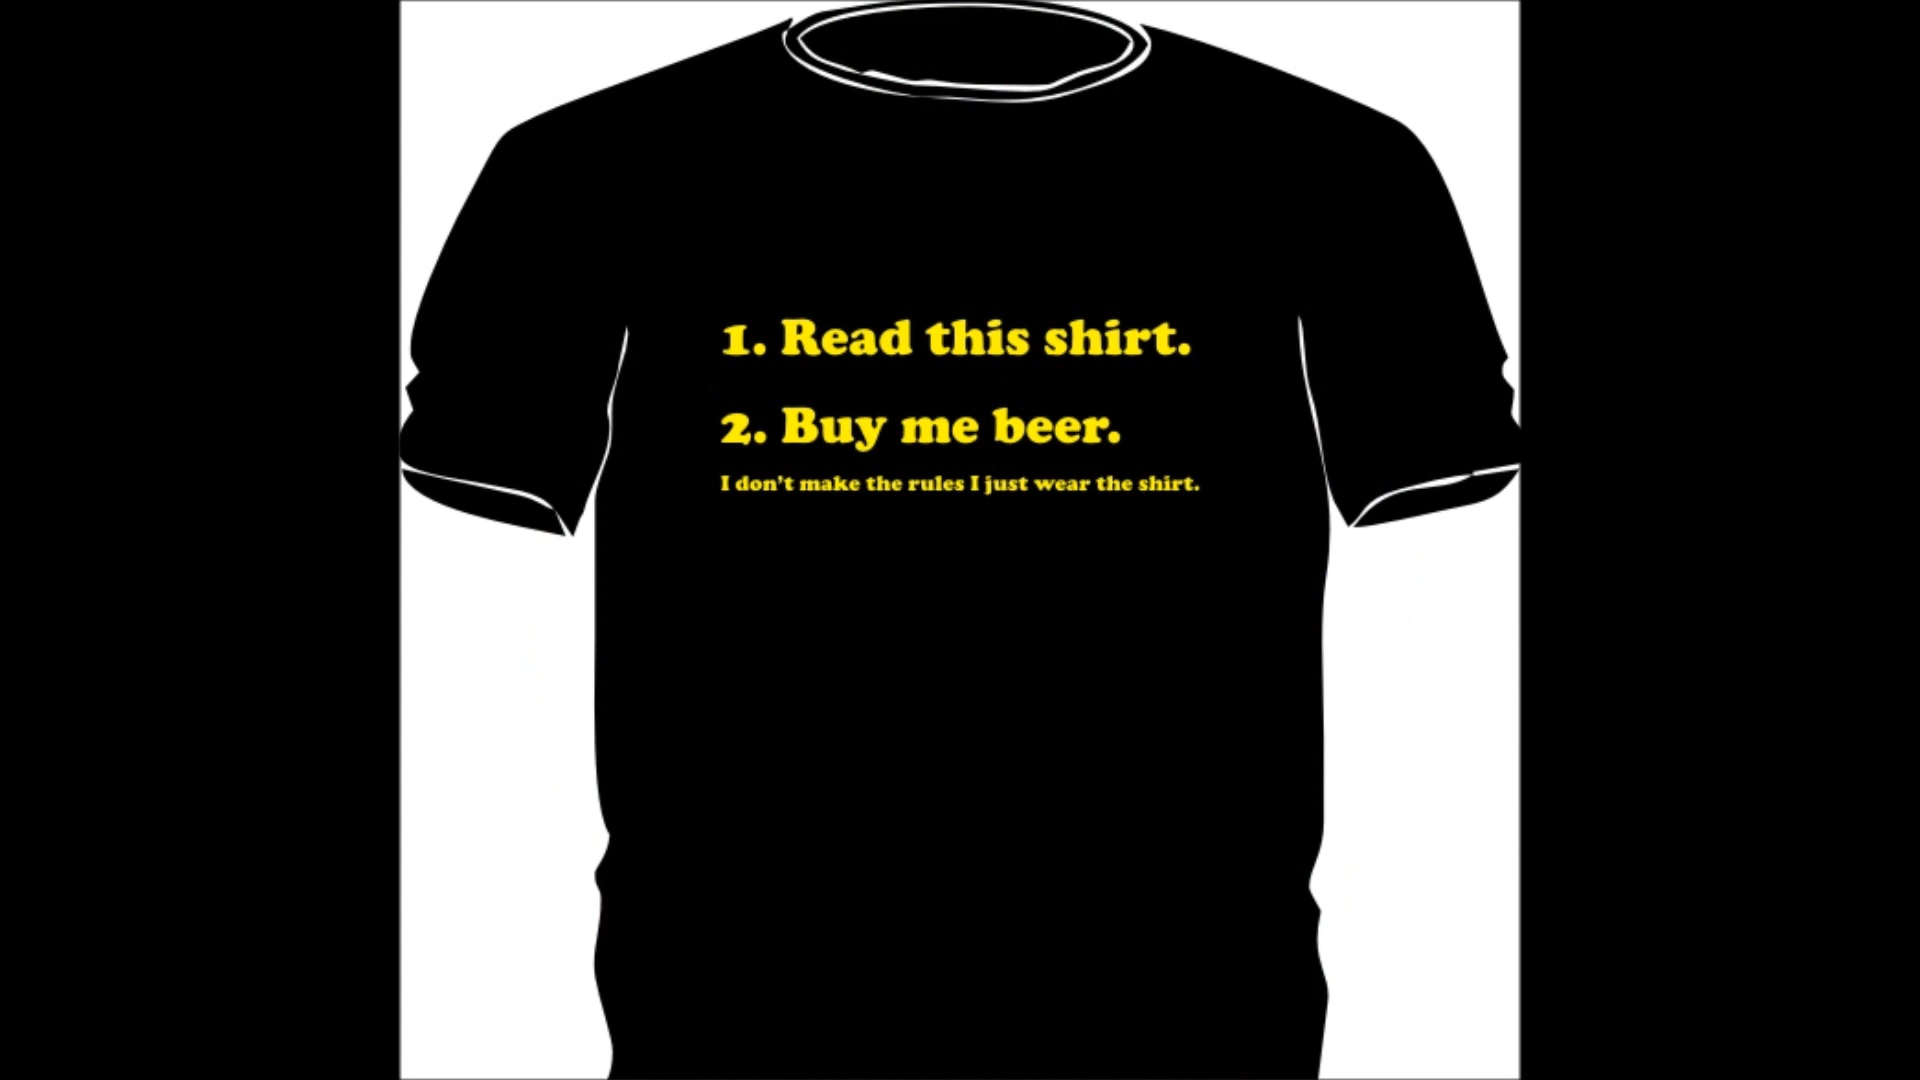 1. Read this shirt.
2. Buy me beer.
I don't make the rules I just wear the shirt.